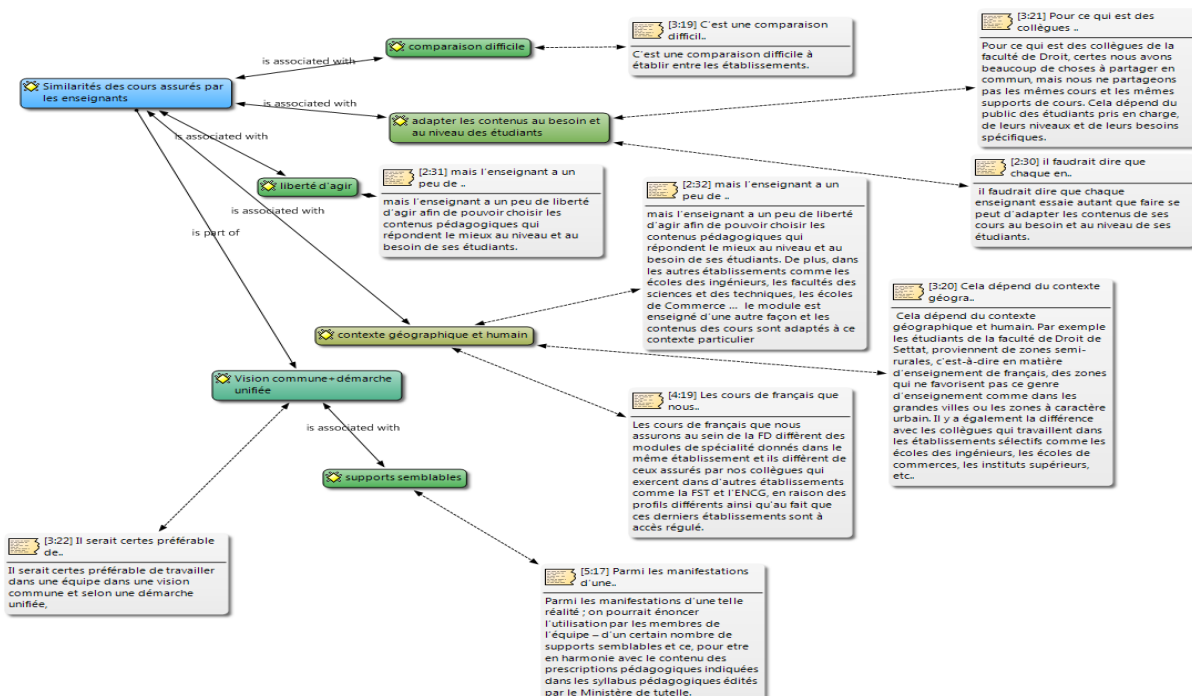 Similarités des cours assurés par
les enseignants
is associated with
comparaison difficile
[3:19] C'est une comparaison
difficil..
C'est une comparaison difficile à
établir entre les établissements.
is associated with
adapter les contenus au besoin et
au niveau des étudiants
[3:21] Pour ce qui est des
collègues ..
Pour ce qui est des collègues de la
faculté de Droit, certes nous avons
beaucoup de choses à partager en
commun, mais nous ne partageons
pas les mêmes cours et les mêmes
supports de cours. Cela dépend du
public des étudiants pris en charge,
de leurs niveaux et de leurs besoins
spécifiques.
[2:30] il faudrait dire que
chaque en..
il faudrait dire que chaque
enseignant essaie autant que faire se
peut d'adapter les contenus de ses
cours au besoin et au niveau de ses
étudiants.
is associated with
liberté d'agir
[2:31] mais l'enseignant a un
peu de ..
mais l'enseignant a un peu de liberté
d'agir afin de pouvoir choisir les
contenus pédagogiques qui
répondent le mieux au niveau et au
besoin de ses étudiants.
is associated with
contexte géographique et humain
[2:32] mais l'enseignant a un
peu de ..
mais l'enseignant a un peu de liberté
d'agir afin de pouvoir choisir les
contenus pédagogiques qui
répondent le mieux au niveau et au
besoin de ses étudiants. De plus, dans
les autres établissements comme les
écoles des ingénieurs, les facultés des
sciences et des techniques, les écoles
de Commerce ... le module est
enseigné d'une autre façon et les
contenus des cours sont adaptés à ce
contexte particulier
[3:20] Cela dépend du contexte
géogra..
Cela dépend du contexte
géographique et humain. Par exemple
les étudiants de la faculté de Droit de
Settat, proviennent de zones semi-
rurales, c'est-à-dire en matière
d'enseignement de français, des zones
qui ne favorisent pas ce genre
d'enseignement comme dans les
grandes villes ou les zones à caractère
urbain. Il y a également la différence
avec les collègues qui travaillent dans
les établissements sélectifs comme les
écoles des ingénieurs, les écoles de
commerces, les instituts supérieurs,
etc..
[4:19] Les cours de français que
nous..
Les cours de français que nous
assurons au sein de la FD diffèrent des
modules de spécialité donnés dans le
même établissement et ils diffèrent de
ceux assurés par nos collègues qui
exercent dans d'autres établissements
comme la FST et l'ENCG, en raison des
profils différents ainsi qu'au fait que
ces derniers établissements sont à
accès régulé.
is part of
Vision commune+démarche
unifiée
is associated with
supports semblables
[3:22] Il serait certes préférable
de..
Il serait certes préférable de travailler
dans une équipe dans une vision
commune et selon une démarche
unifiée,
[5:17] Parmi les manifestations
d'une..
Parmi les manifestations d'une telle
réalité ; on pourrait énoncer
l'utilisation par les membres de
l'équipe – d'un certain nombre de
supports semblables et ce, pour etre
en harmonie avec le contenu des
prescriptions pédagogiques indiquées
dans les syllabus pédagogiques édités
par le Ministère de tutelle.